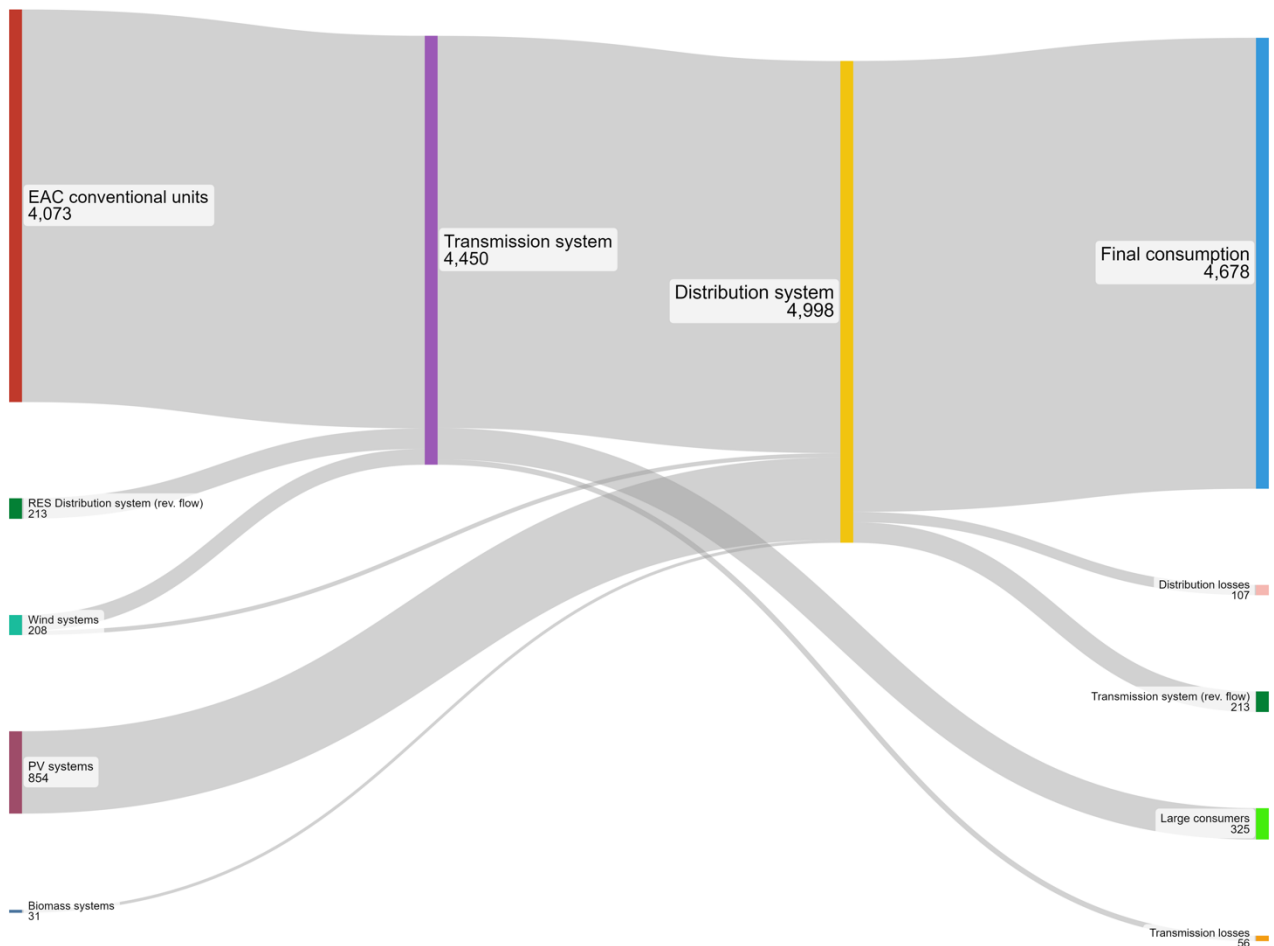 EAC conventional units
4,073
Transmission system
4,450
Distribution system
4,998
Final consumption
4,678
RES Distribution system (rev. flow)
213
Wind systems
208
PV systems
854
Biomass systems
31
Distribution losses
107
Transmission system (rev. flow)
213
Large consumers
325
Transmission losses
56